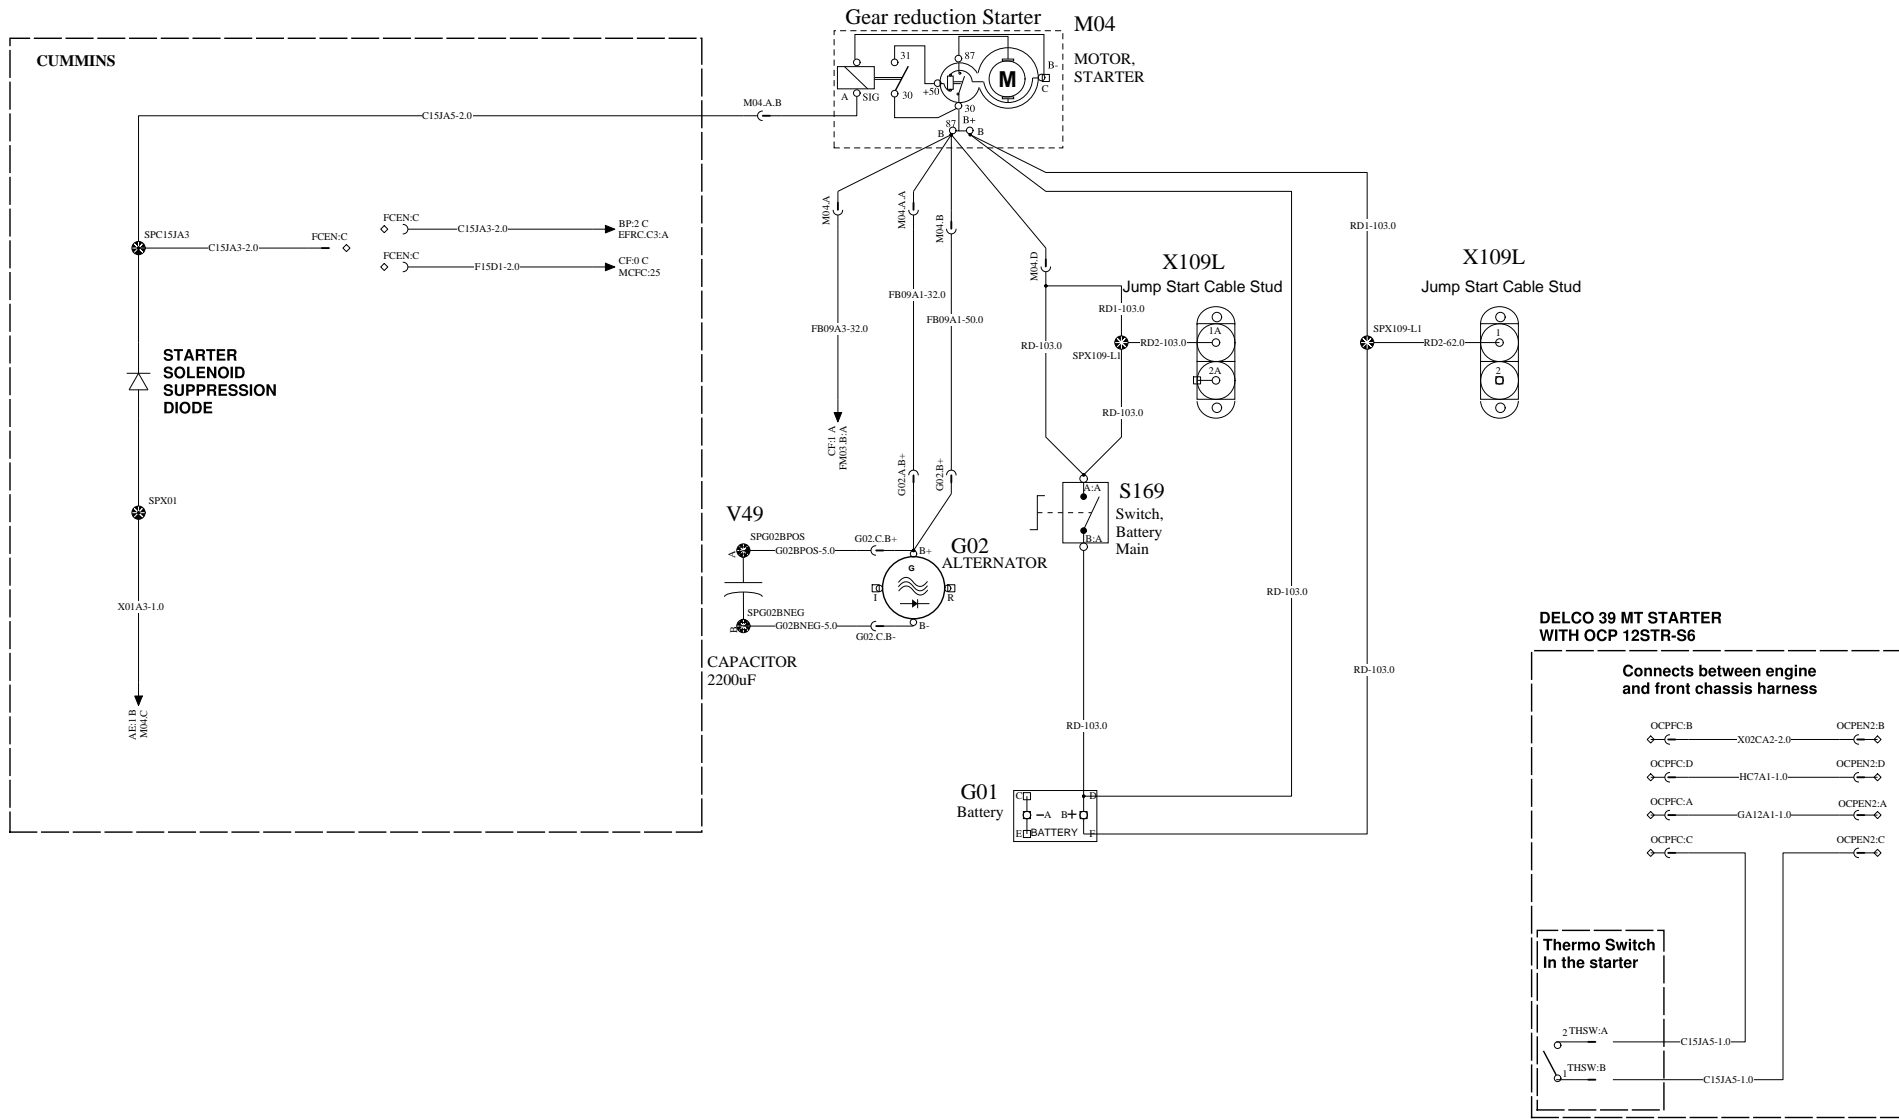 Gear reduction Starter
M04
MOTOR,
STARTER
CUMMINS
31
87
B-
M
C
+50
A
SIG
30
30
87
B+
B
B
M04.A.B
C15JA5-2.0
SPC15JA3
C15JA3-2.0
FCEN:C
FCEN:C
C15JA3-2.0
BP:2 C
EFRC.C3:A
FCEN:C
F15D1-2.0
CF:0 C
MCFC:25
STARTER
SOLENOID
SUPPRESSION
DIODE
SPX01
X01A3-1.0
AE:1 B
M04.C
M04.A
M04.A.A
M04.B
M04.D
FB09A3-32.0
FB09A1-32.0
FB09A1-50.0
CF:1 A
FM03.B:A
G02.A.B+
G02.B+
RD1-103.0
RD-103.0
SPX109-L1
RD2-103.0
RD-103.0
X109L
Jump Start Cable Stud
1A
2A
RD1-103.0
X109L
Jump Start Cable Stud
SPX109-L1
RD2-62.0
1
2
A:A
B:A
S169
Switch,
Battery
Main
V49
SPG02BPOS
A
G02BPOS-5.0
G02.C.B+
B+
G02
ALTERNATOR
G
I
R
SPG02BNEG
B
G02BNEG-5.0
G02.C.B-
B-
CAPACITOR
2200uF
RD-103.0
RD-103.0
RD-103.0
G01
Battery
C
D
–A
B+
E
BATTERY
F
DELCO 39 MT STARTER
WITH OCP 12STR-S6
Connects between engine
and front chassis harness
OCPFC:B
X02CA2-2.0
OCPEN2:B
OCPFC:D
HC7A1-1.0
OCPEN2:D
OCPFC:A
GA12A1-1.0
OCPEN2:A
OCPFC:C
OCPEN2:C
Thermo Switch
In the starter
2
THSW:A
C15JA5-1.0
1
THSW:B
C15JA5-1.0